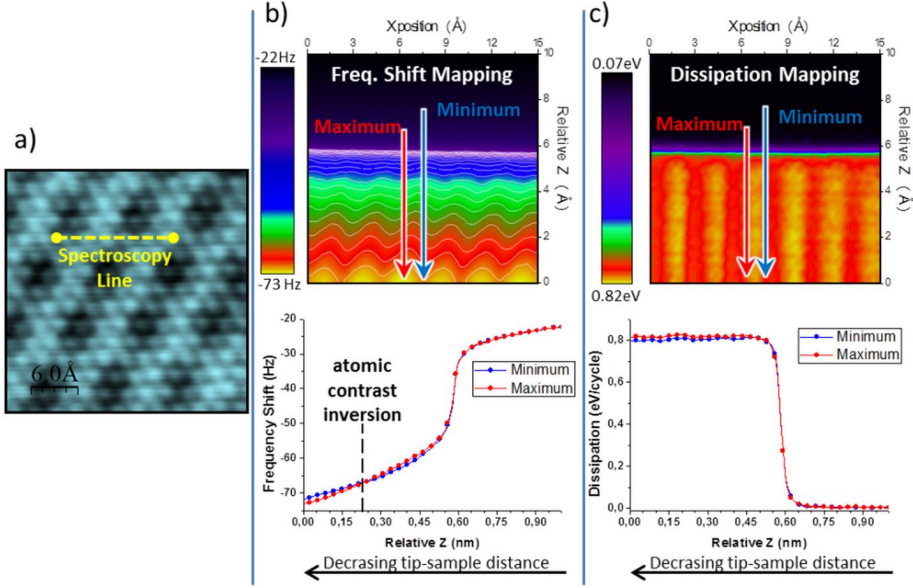 a)
Spectroscopy
Line
6,0Å
b)
X position (Å)
0 3 6 9 12 15
-22Hz
-73 Hz
Freq. Shift Mapping
Maximum
Minimum
Relative Z (Å)
10
8
6
4
2
0
-20
-30
-40
-50
-60
-70
Frequency Shift (Hz)
atomic
contrast
inversion
Minimum
Maximum
0,00 0,15 0,30 0,45 0,60 0,75 0,90
Relative Z (nm)
Decrasing tip-sample distance
c)
X position (Å)
0 3 6 9 12 15
0.07eV
0.82eV
Dissipation Mapping
Maximum
Minimum
Relative Z (Å)
10
8
6
4
2
0
0,8
0,6
0,4
0,2
0,0
Dissipation (eV/cycle)
Minimum
Maximum
0,00 0,15 0,30 0,45 0,60 0,75 0,90
Relative Z (nm)
Decrasing tip-sample distance